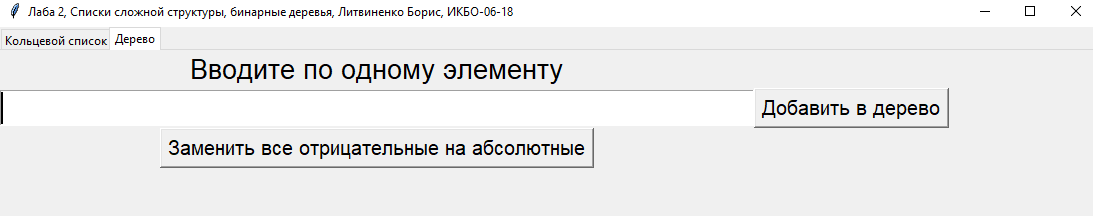 Лаба 2, Списки сложной структуры, бинарные деревья, Литвиненко Борис, ИКБО-06-18
Кольцевой список Дерево
Вводите по одному элементу
Добавить в дерево
Заменить все отрицательные на абсолютные